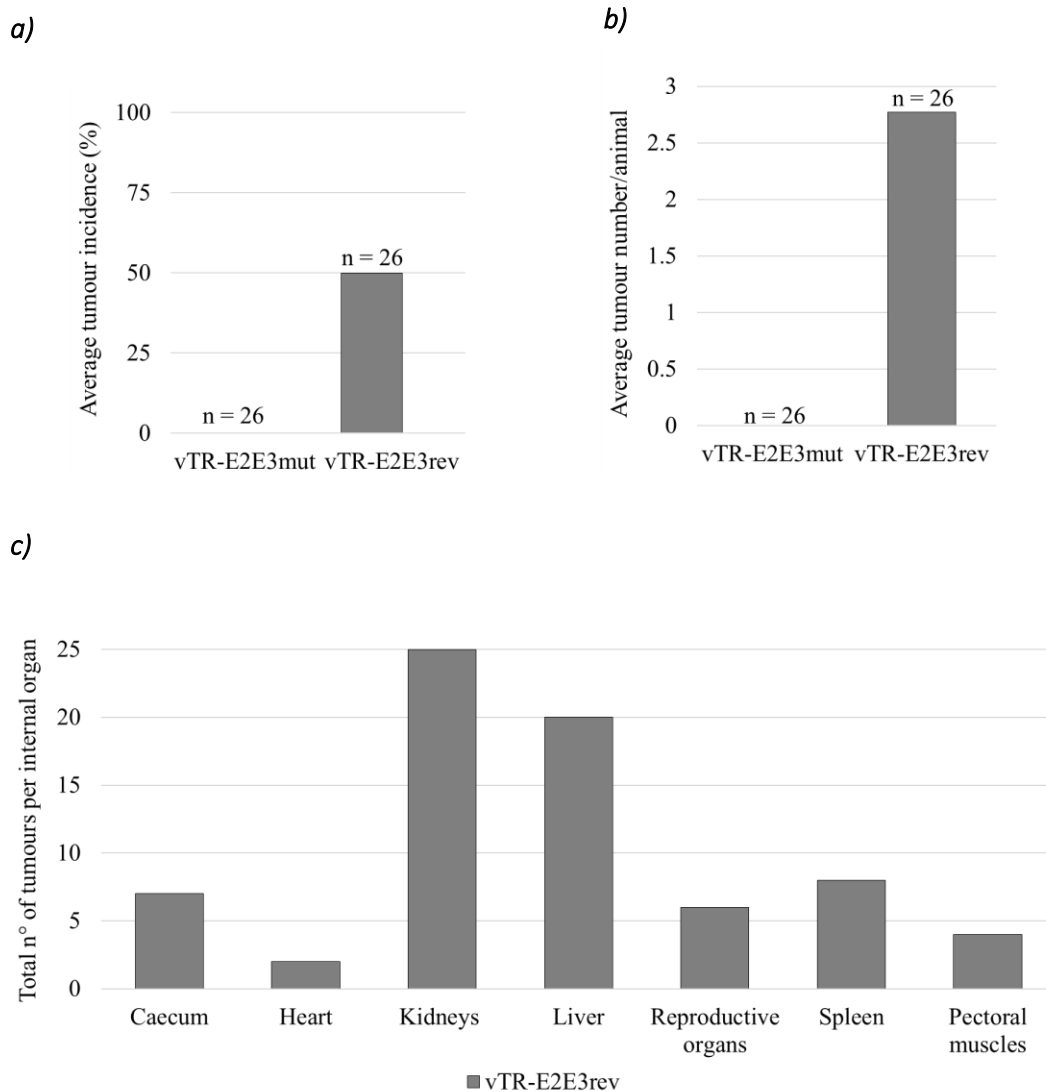 a)
Average tumour incidence (%)
100
75
50
25
0
n = 26
n = 26
vTR-E2E3mut vTR-E2E3rev
b)
Average tumour number/animal
3
2.5
2
1.5
1
0.5
0
n = 26
n = 26
vTR-E2E3mut vTR-E2E3rev
c)
Total n° of tumours per internal organ
25
20
15
10
5
0
Caecum Heart Kidneys Liver Reproductive Spleen Pectoral
organs muscles
vTR-E2E3rev